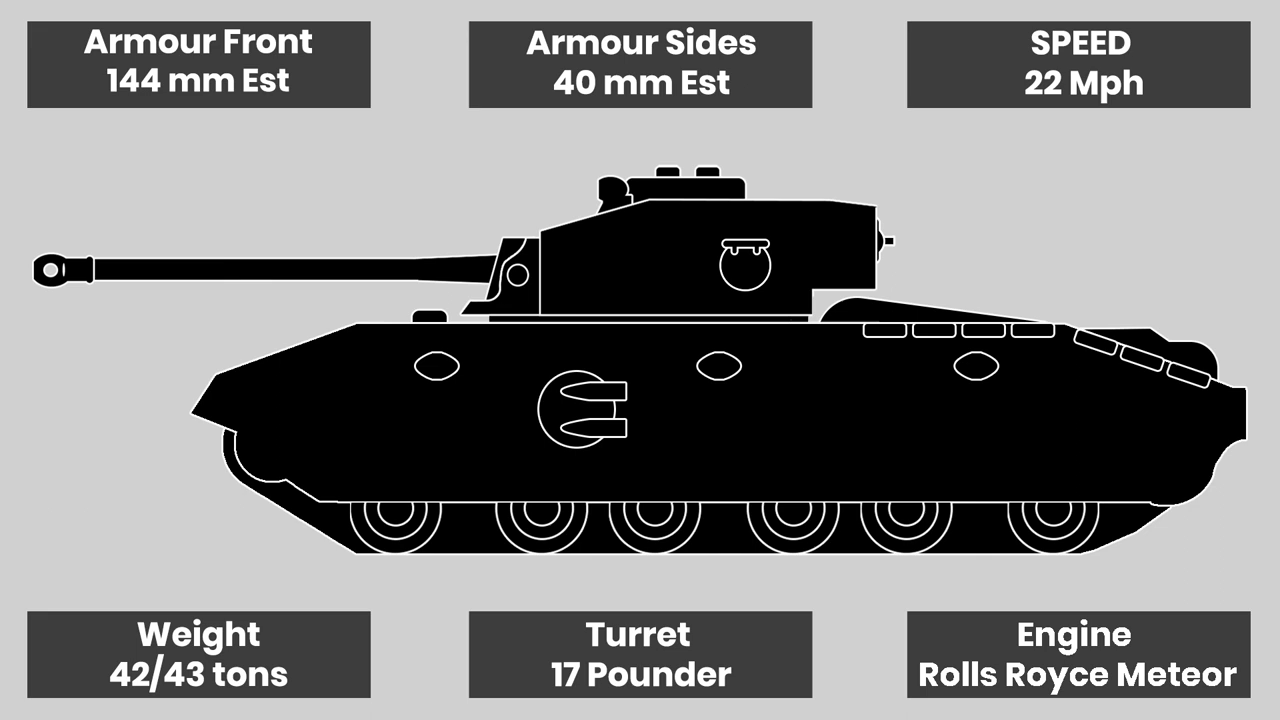 Armour Front
144 mm Est
Armour Sides
40 mm Est
SPEED
22 Mph
Weight
42/43 tons
Turret
17 Pounder
Engine
Rolls Royce Meteor